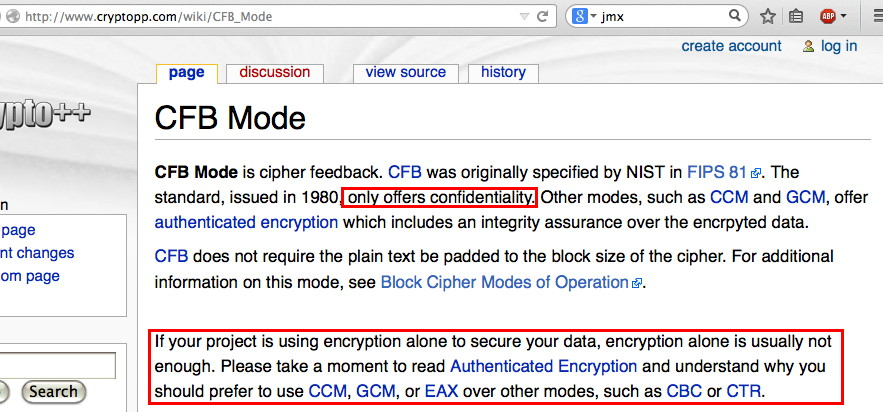 http://www.cryptopp.com/wiki/CFB_Mode
8 jmx
ABP
create account log in
page discussion view source history
ypto++
CFB Mode
CFB Mode is cipher feedback. CFB was originally specified by NIST in FIPS 81. The
standard, issued in 1980, only offers confidentiality. Other modes, such as CCM and GCM, offer
authenticated encryption which includes an integrity assurance over the encrpyted data.
CFB does not require the plain text be padded to the block size of the cipher. For additional
information on this mode, see Block Cipher Modes of Operation.
If your project is using encryption alone to secure your data, encryption alone is usually not
enough. Please take a moment to read Authenticated Encryption and understand why you
should prefer to use CCM, GCM, or EAX over other modes, such as CBC or CTR.
n
page
nt changes
om page
Search